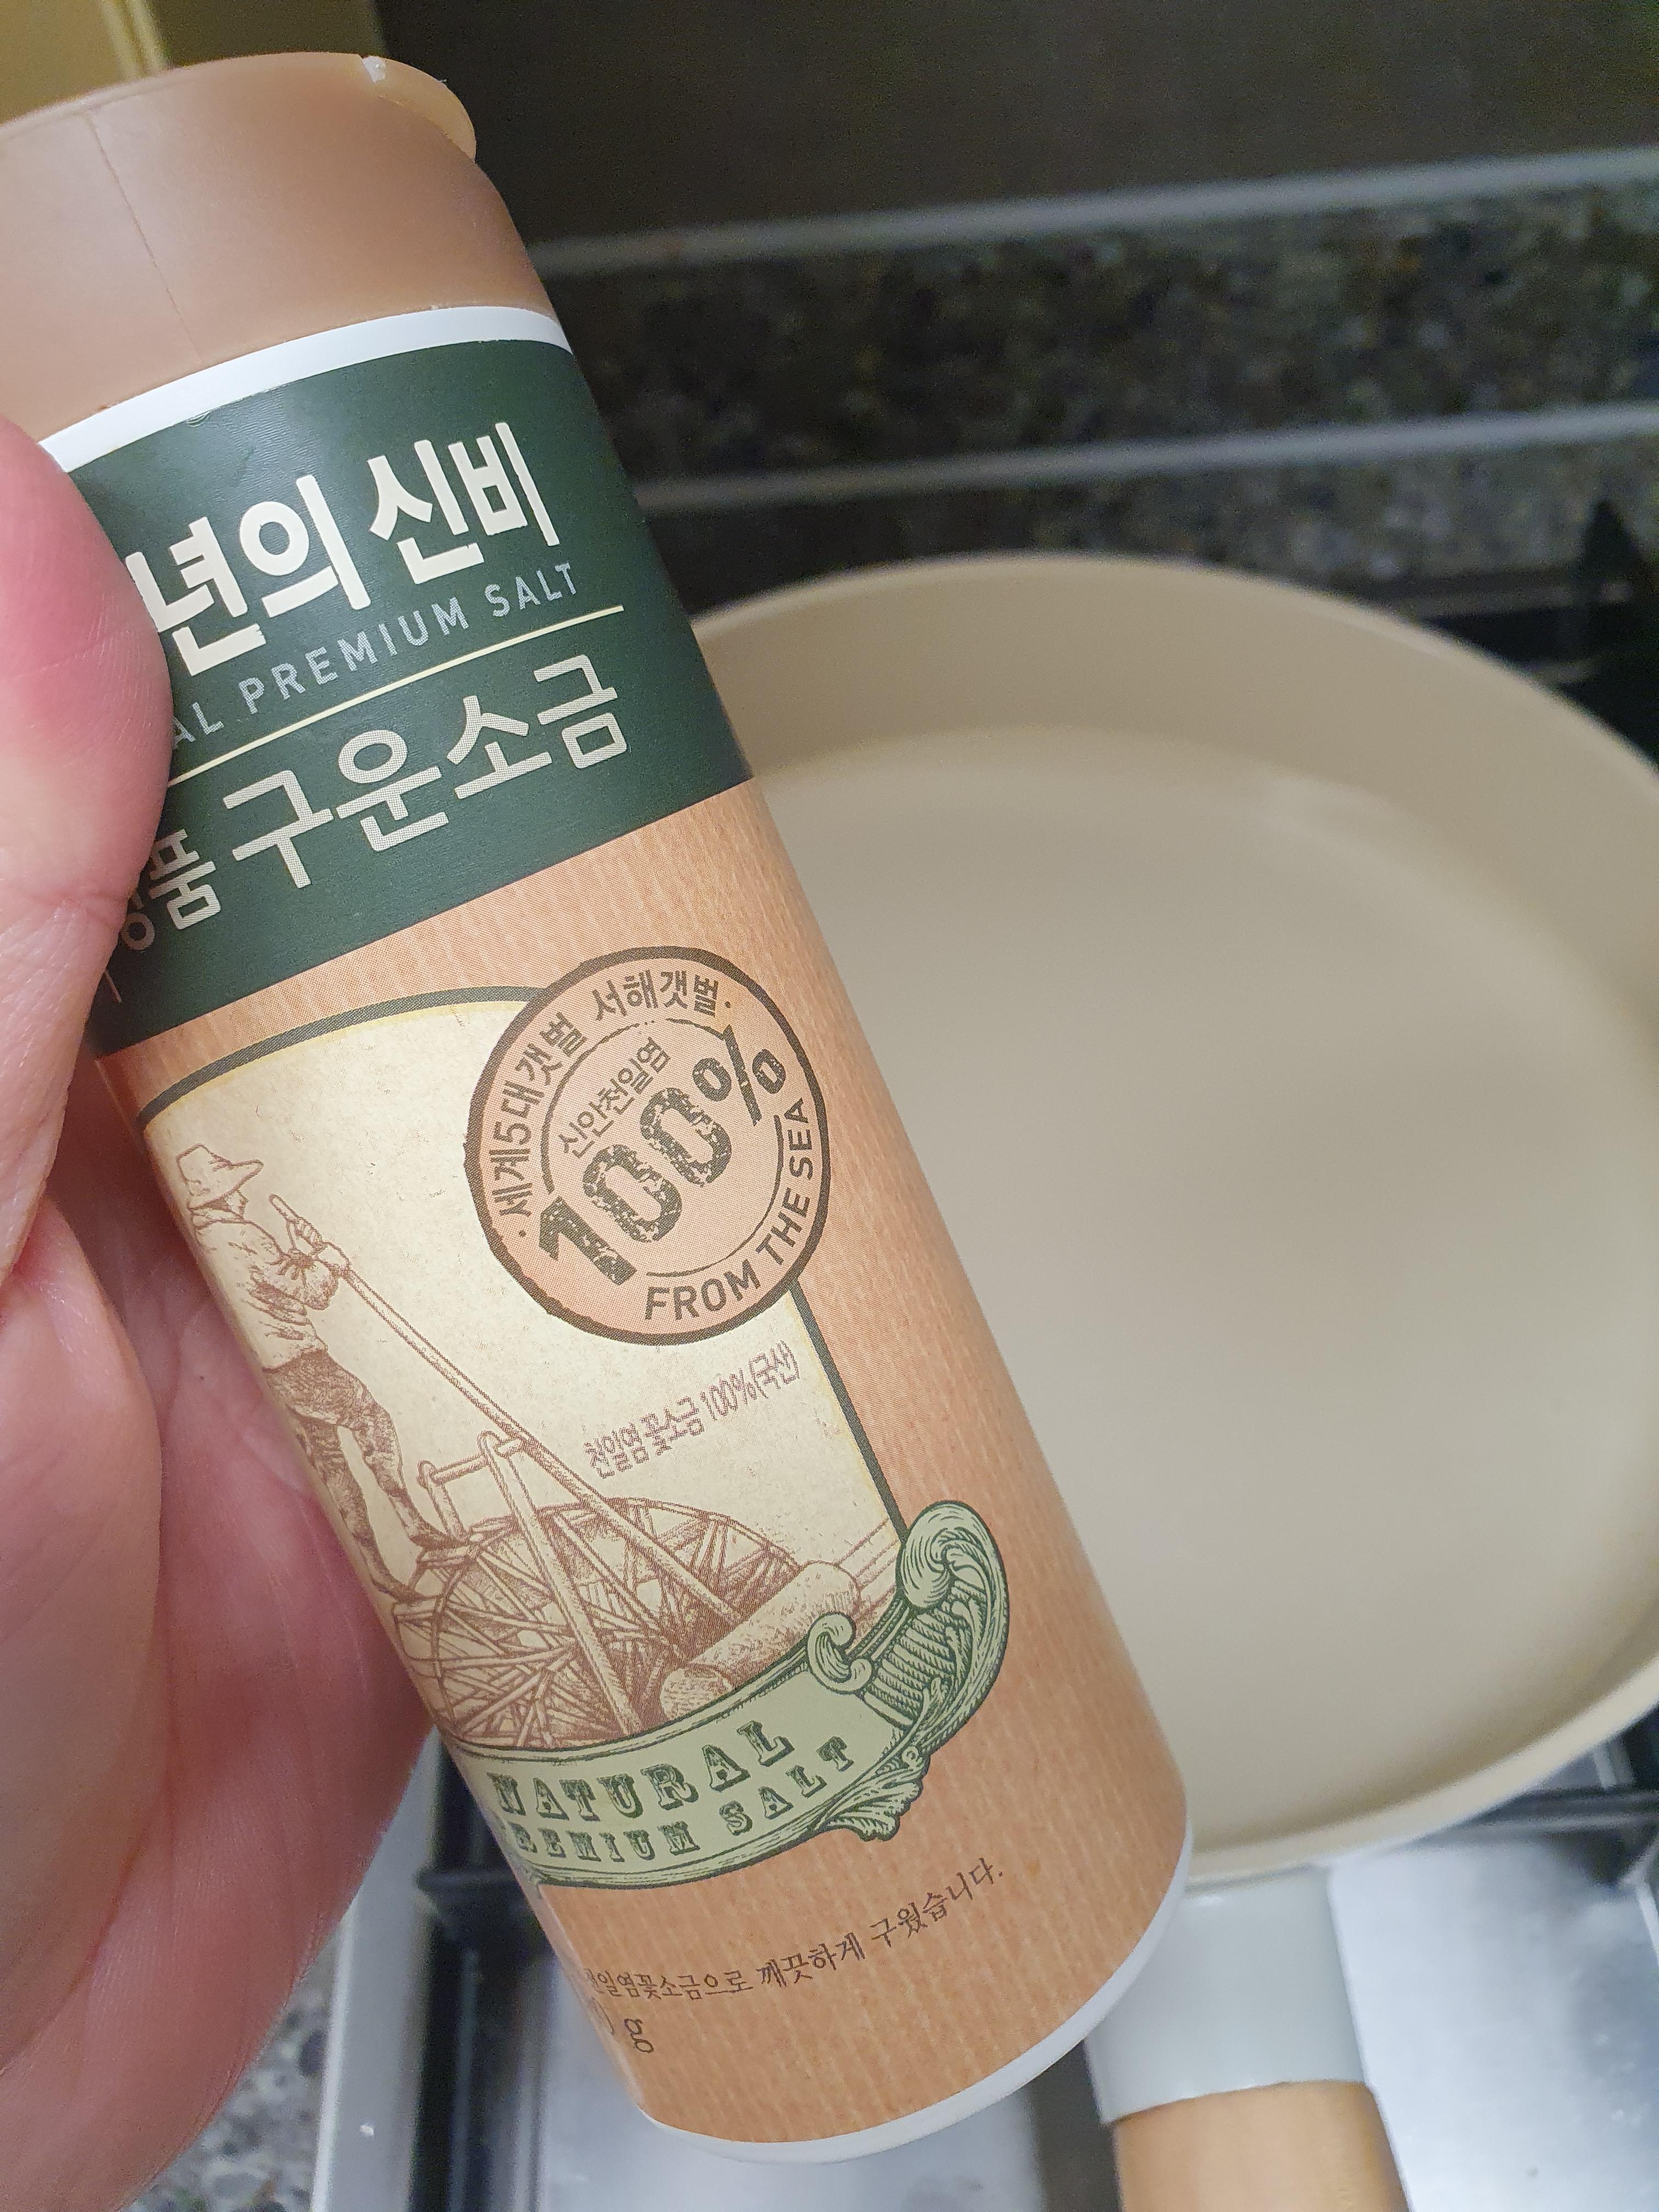 년의 신비
AL PREMIUM SALT
명품 구운소금
·세계5대갯벌 서해갯벌·
신안천일염
100%
FROM THE SEA
천일염 꽃소금 100%(국산)
NATURAL
PREMIUM SALT
천일염꽃소금으로 깨끗하게 구웠습니다.
0 g